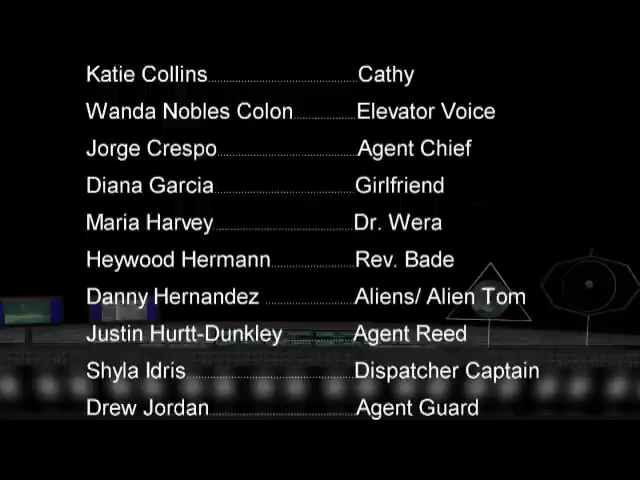 Katie Collins........................................Cathy
Wanda Nobles Colon.................Elevator Voice
Jorge Crespo.....................................Agent Chief
Diana Garcia.....................................Girlfriend
Maria Harvey.....................................Dr. Wera
Heywood Hermann......................Rev. Bade
Danny Hernandez .......................Aliens/ Alien Tom
Justin Hurtt-Dunkley .................Agent Reed
Shyla Idris...........................................Dispatcher Captain
Drew Jordan......................................Agent Guard